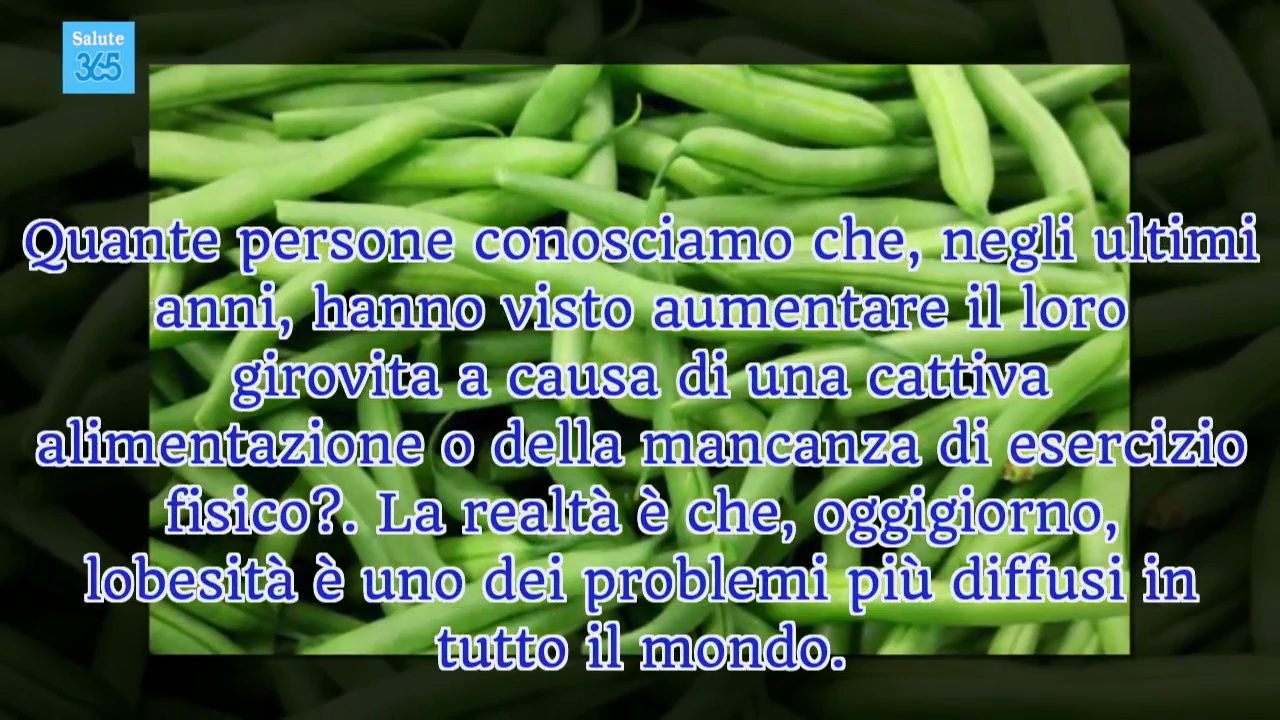 Salute
365
Quante persone conosciamo che, negli ultimi
anni, hanno visto aumentare il loro
girovita a causa di una cattiva
alimentazione o della mancanza di esercizio
fisico?. La realtà è che, oggigiorno,
lobesità è uno dei problemi più diffusi in
tutto il mondo.